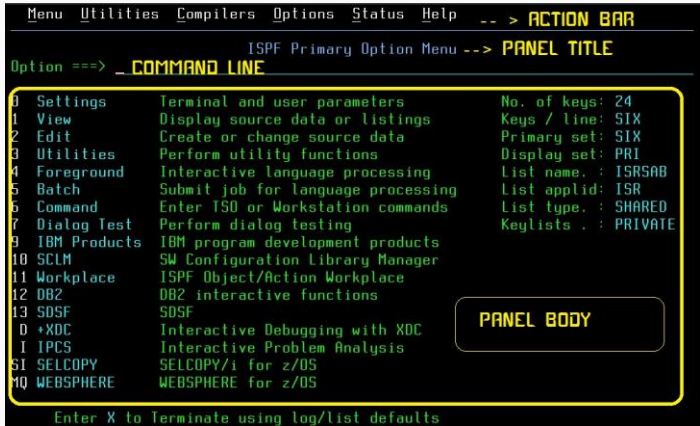 Menu Utilities Compilers Options Status Help -- > ACTION BAR
ISPF Primary Option Menu --> PANEL TITLE
Option ===> _ COMMAND LINE
0 Settings Terminal and user parameters No. of keys: 24
1 View Display source data or listings Keys / line: SIX
2 Edit Create or change source data Primary set: SIX
3 Utilities Perform utility functions Display set: PRI
4 Foreground Interactive language processing List name. : ISRSAB
5 Batch Submit job for language processing List applid: ISR
6 Command Enter TSO or Workstation commands List type. : SHARED
7 Dialog Test Perform dialog testing Keylists . : PRIVATE
9 IBM Products IBM program development products
10 SCLM SW Configuration Library Manager
11 Workplace ISPF Object/Action Workplace
12 DB2 DB2 interactive functions
13 SDSF SDSF
D +XDC Interactive Debugging with XDC
I IPCS Interactive Problem Analysis
SI SELCOPY SELCOPY/i for z/OS
MQ WEBSPHERE WEBSPHERE for z/OS
PANEL BODY
Enter X to Terminate using log/list defaults